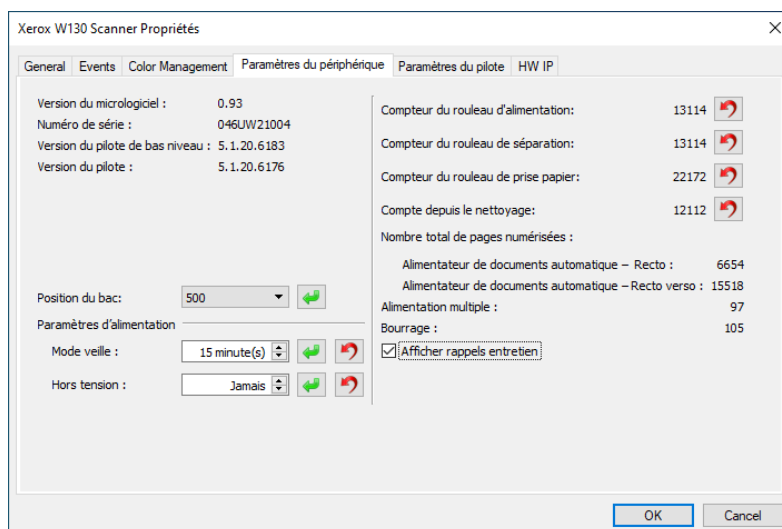 Xerox W130 Scanner Propriétés
General Events Color Management Paramètres du périphérique Paramètres du pilote HW IP
Version du micrologiciel : 0.93
Numéro de série : 046UW21004
Version du pilote de bas niveau : 5.1.20.6183
Version du pilote : 5.1.20.6176
Position du bac: 500
Paramètres d'alimentation
Mode veille : 15 minute(s)
Hors tension : Jamais
Compteur du rouleau d'alimentation: 13114
Compteur du rouleau de séparation: 13114
Compteur du rouleau de prise papier: 22172
Compte depuis le nettoyage: 12112
Nombre total de pages numérisées :
Alimentateur de documents automatique – Recto : 6654
Alimentateur de documents automatique – Recto verso : 15518
Alimentation multiple : 97
Bourrage : 105
Afficher rappels entretien
OK Cancel